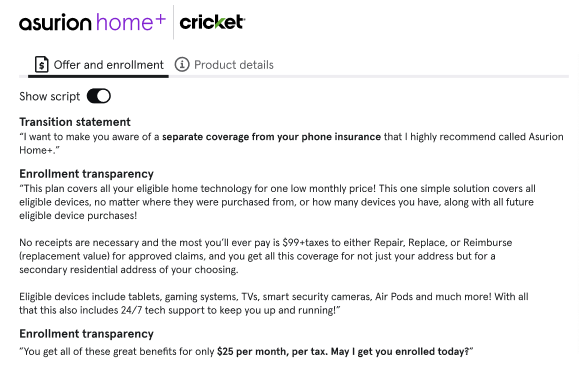 asurion home+ cricket
Offer and enrollment Product details
Show script
Transition statement
“I want to make you aware of a separate coverage from your phone insurance that I highly recommend called Asurion
Home+.”
Enrollment transparency
“This plan covers all your eligible home technology for one low monthly price! This one simple solution covers all
eligible devices, no matter where they were purchased from, or how many devices you have, along with all future
eligible device purchases!
No receipts are necessary and the most you’ll ever pay is $99+taxes to either Repair, Replace, or Reimburse
(replacement value) for approved claims, and you get all this coverage for not just your address but for a
secondary residential address of your choosing.
Eligible devices include tablets, gaming systems, TVs, smart security cameras, Air Pods and much more! With all
that this also includes 24/7 tech support to keep you up and running!”
Enrollment transparency
“You get all of these great benefits for only $25 per month, per tax. May I get you enrolled today?”